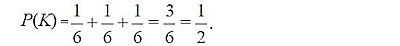 P(K) = 1/6 + 1/6 + 1/6 = 3/6 = 1/2.